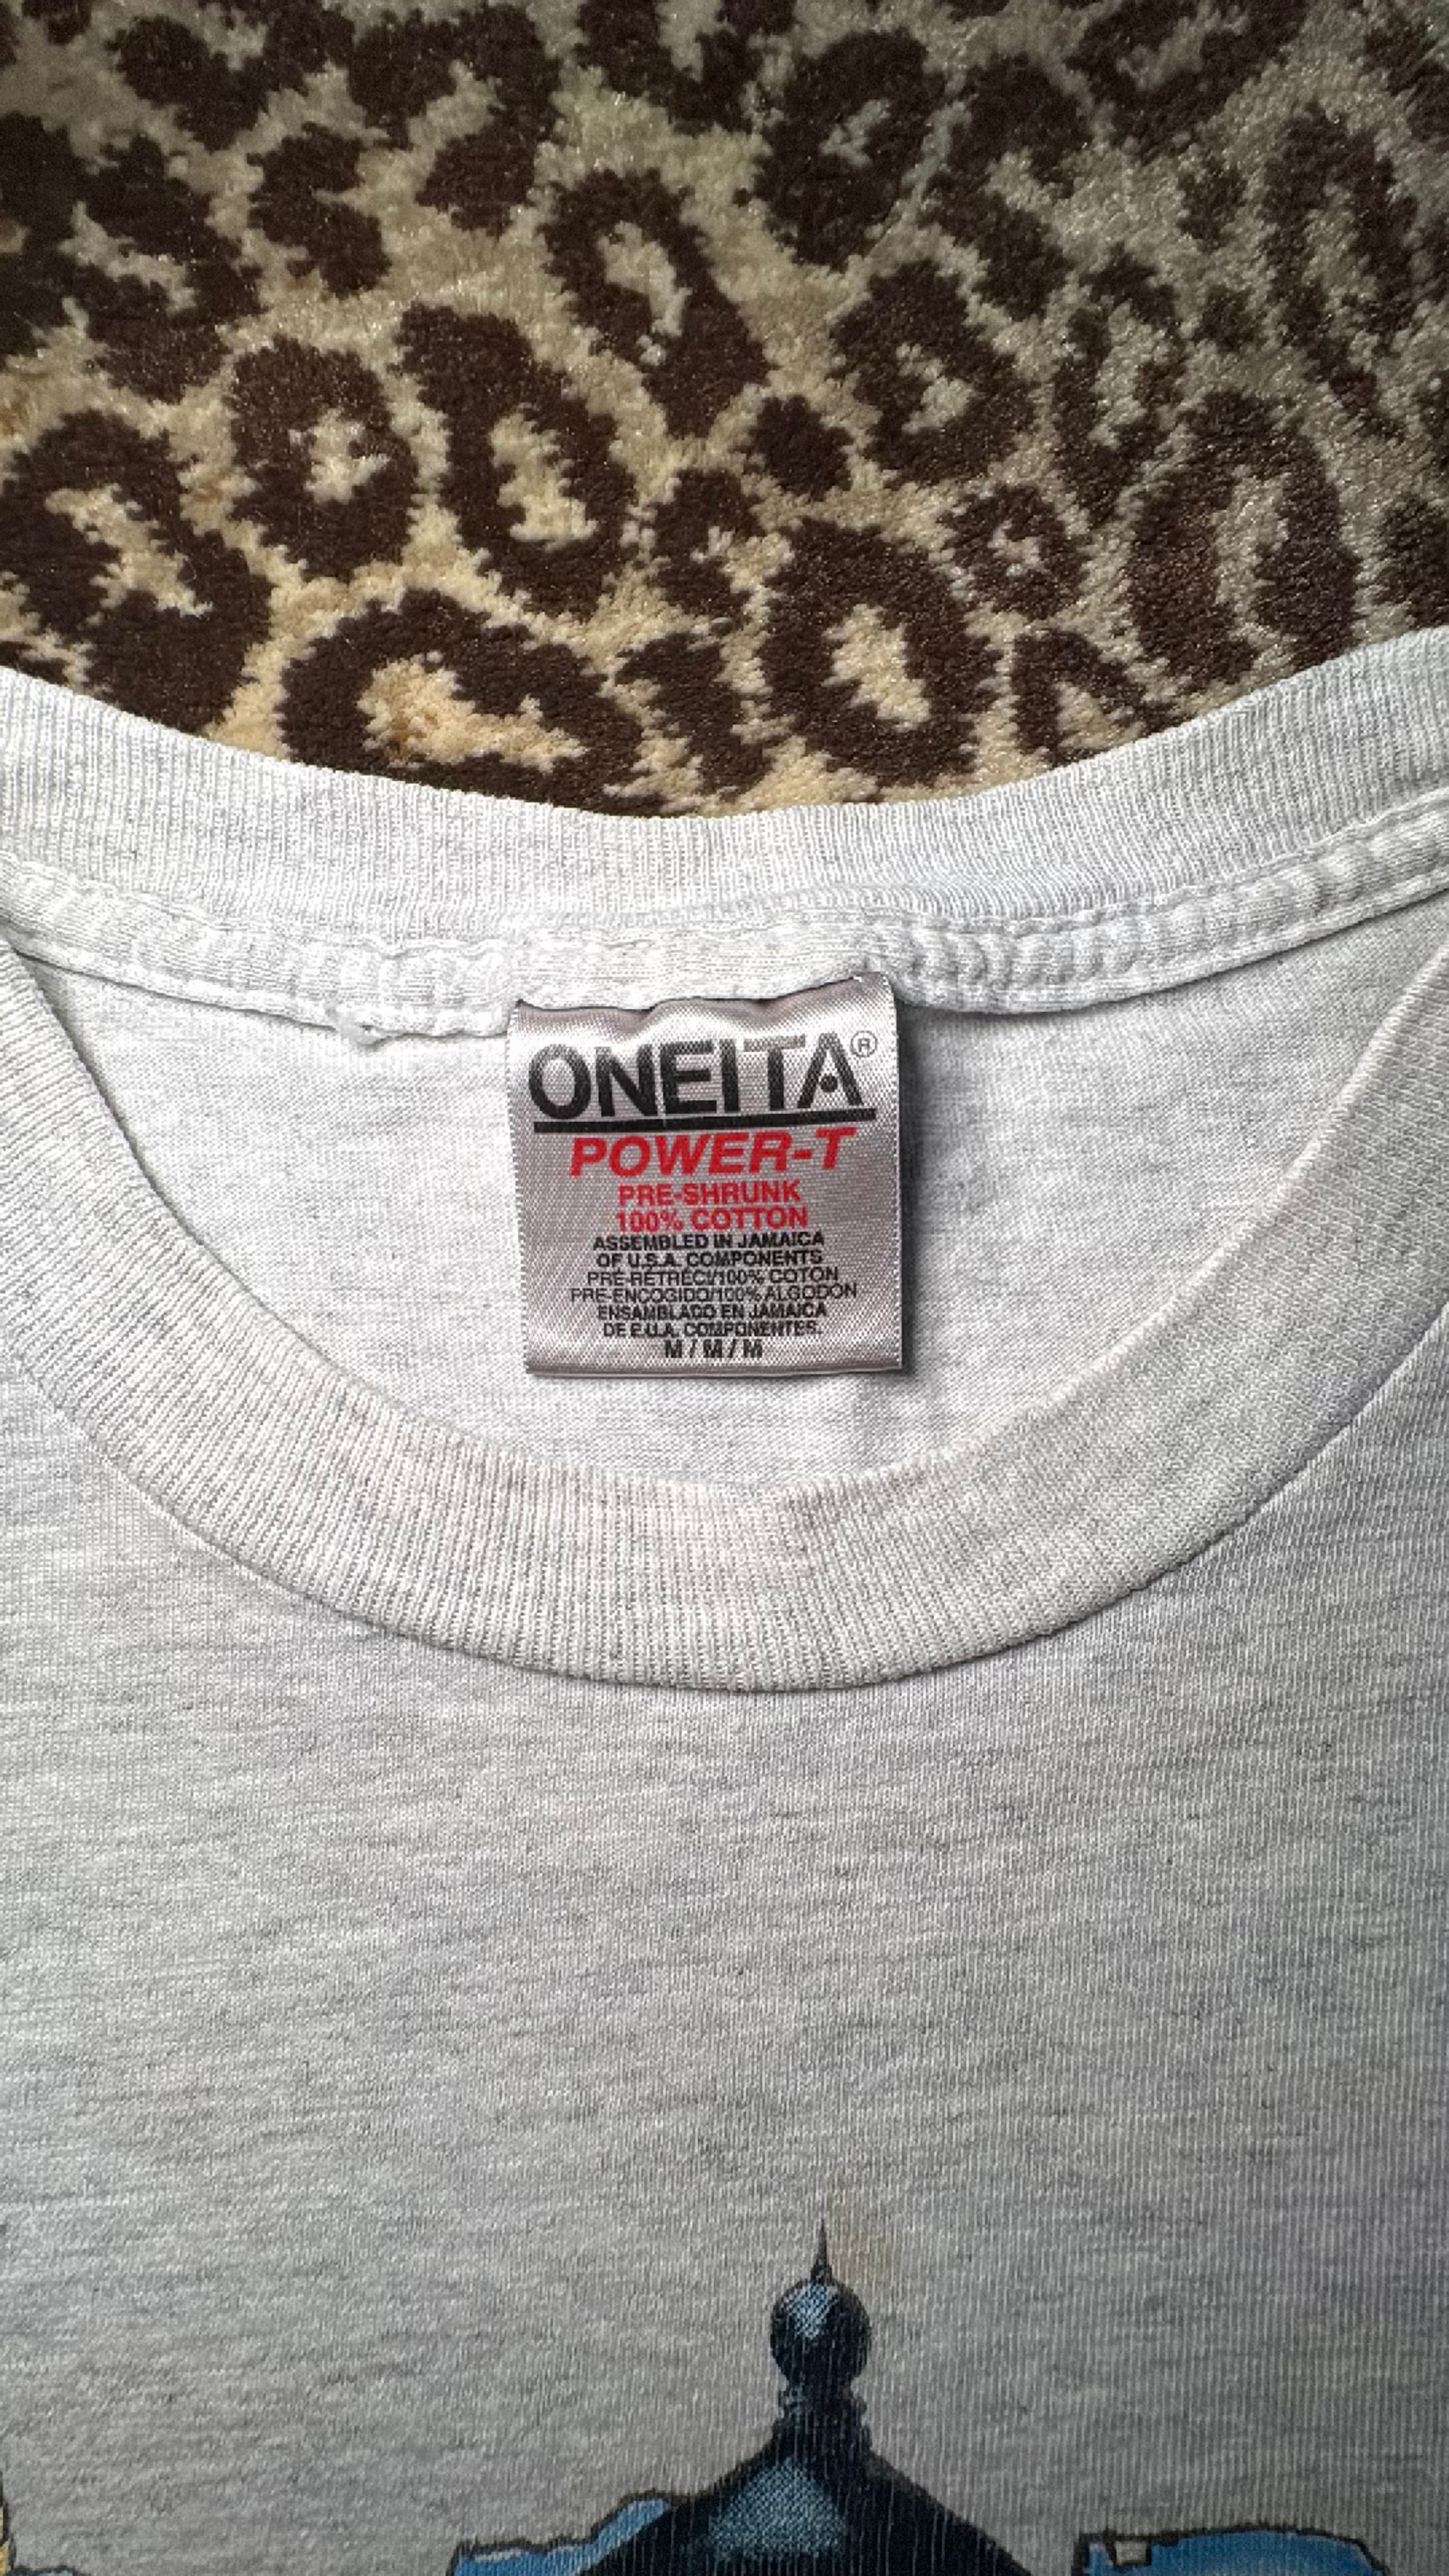 ONEITA®
POWER-T
PRE-SHRUNK
100% COTTON
ASSEMBLED IN JAMAICA
OF U.S.A. COMPONENTS
PRE-RETRECI/100% COTON
PRE-ENCOGIDO/100% ALGODON
ENSAMBLADO EN JAMAICA
DE E.U.A. COMPONENTES.
M / M / M